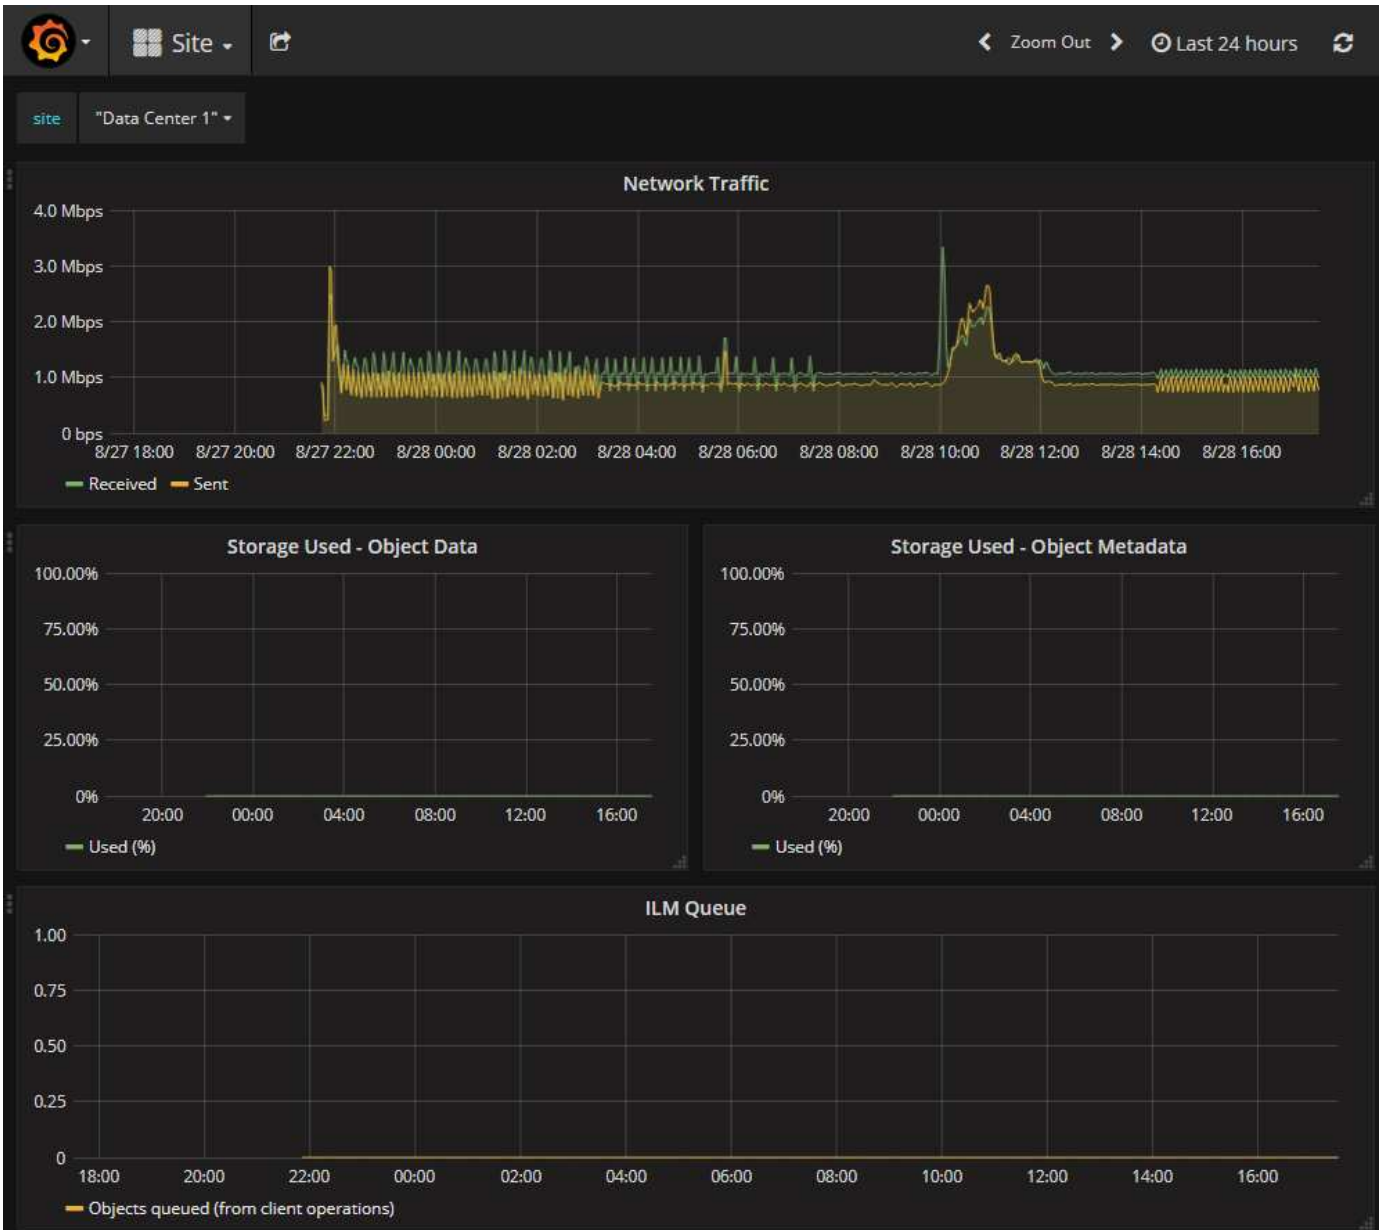 Site
Zoom Out
Last 24 hours
site "Data Center 1"
Network Traffic
4.0 Mbps
3.0 Mbps
2.0 Mbps
1.0 Mbps
0 bps
8/27 18:00 8/27 20:00 8/27 22:00 8/28 00:00 8/28 02:00 8/28 04:00 8/28 06:00 8/28 08:00 8/28 10:00 8/28 12:00 8/28 14:00 8/28 16:00
Received Sent
Storage Used - Object Data
100.00%
75.00%
50.00%
25.00%
0%
20:00 00:00 04:00 08:00 12:00 16:00
Used (%)
Storage Used - Object Metadata
100.00%
75.00%
50.00%
25.00%
0%
20:00 00:00 04:00 08:00 12:00 16:00
Used (%)
ILM Queue
1.00
0.75
0.50
0.25
0
18:00 20:00 22:00 00:00 02:00 04:00 06:00 08:00 10:00 12:00 14:00 16:00
Objects queued (from client operations)